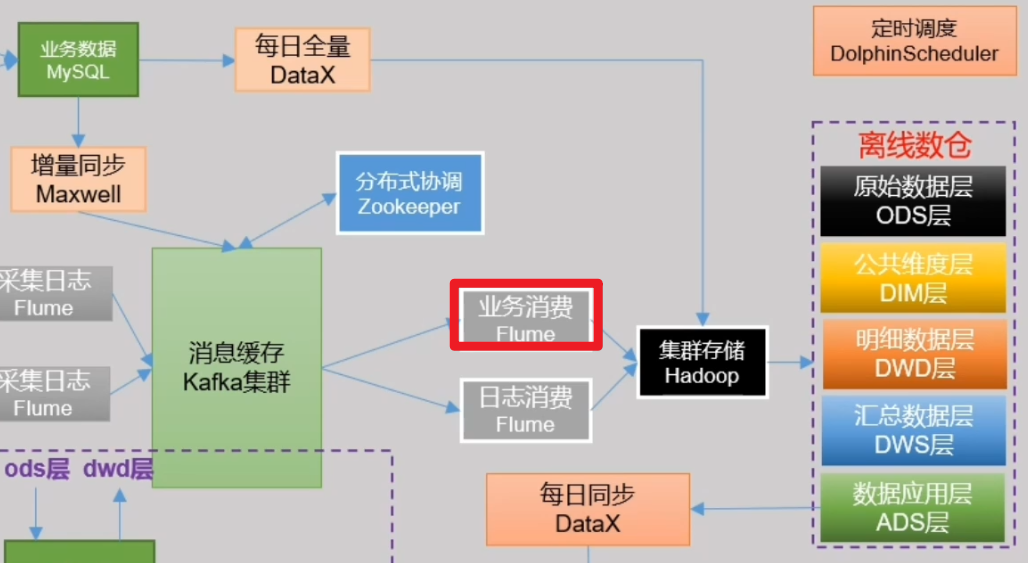 业务数据
MySQL
每日全量
DataX
定时调度
DolphinScheduler
增量同步
Maxwell
分布式协调
Zookeeper
离线数仓
原始数据层
ODS层
公共维度层
DIM层
采集日志
Flume
业务消费
Flume
消息缓存
Kafka集群
集群存储
Hadoop
明细数据层
DWD层
采集日志
Flume
日志消费
Flume
汇总数据层
DWS层
ods层 dwd层
每日同步
DataX
数据应用层
ADS层